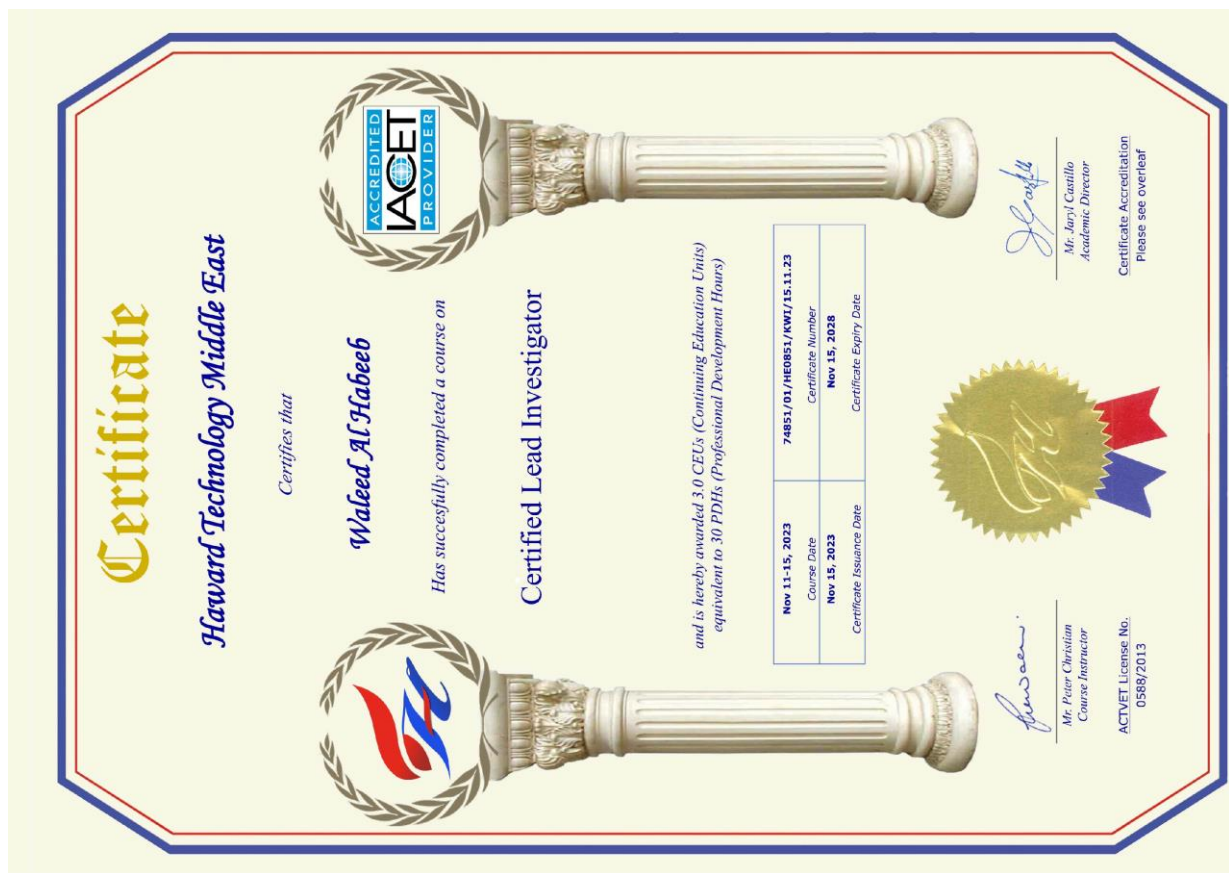 Certificate
Haward Technology Middle East
Certifies that
Waleed Al Habeeb
Has succesfully completed a course on
Certified Lead Investigator
ACCREDITED
IACET
PROVIDER
and is hereby awarded 3.0 CEUs (Continuing Education Units)
equivalent to 30 PDHs (Professional Development Hours)
Nov 11-15, 2023 74851/01/HE0851/KWI/15.11.23
Course Date Certificate Number
Nov 15, 2023 Nov 15, 2028
Certificate Issuance Date Certificate Expiry Date
Mr. Peter Christian
Course Instructor
ACTVET License No.
0588/2013
Mr. Jaryl Castillo
Academic Director
Certificate Accreditation
Please see overleaf